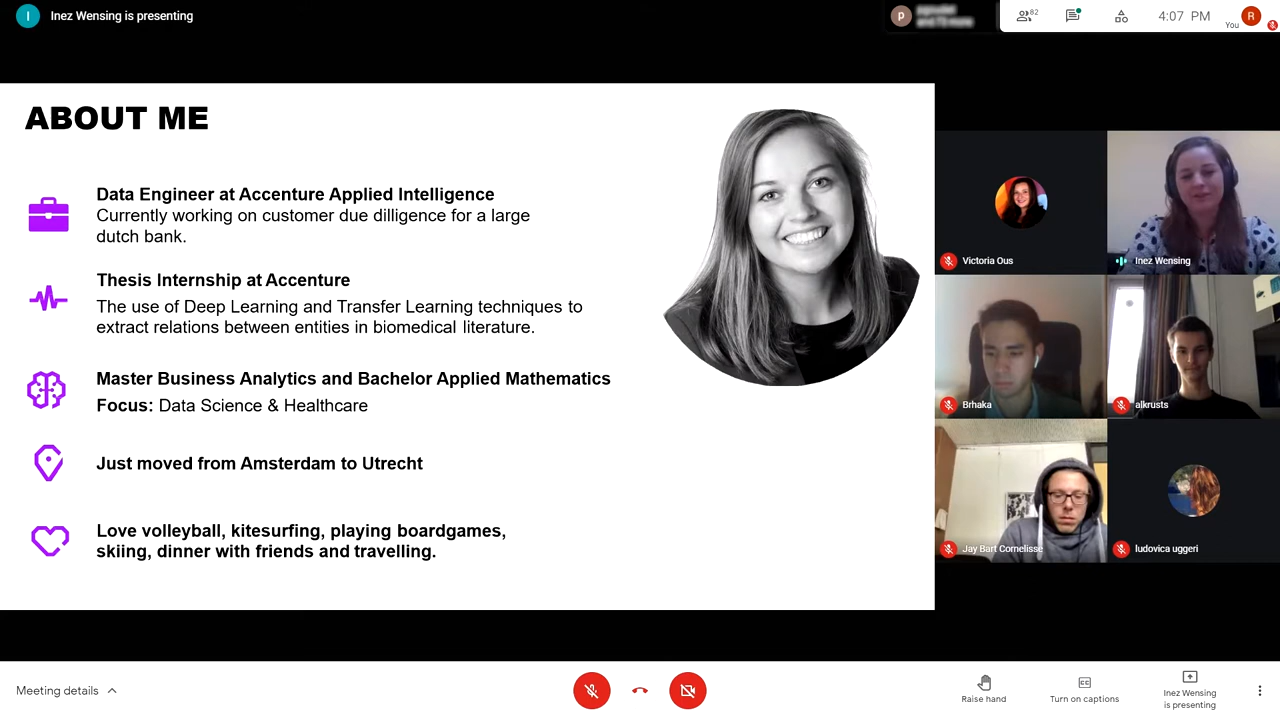 I
Inez Wensing is presenting
P
82
4:07 PM
You
R
ABOUT ME
Data Engineer at Accenture Applied Intelligence
Currently working on customer due dilligence for a large
dutch bank.
Thesis Internship at Accenture
The use of Deep Learning and Transfer Learning techniques to
extract relations between entities in biomedical literature.
Master Business Analytics and Bachelor Applied Mathematics
Focus: Data Science & Healthcare
Just moved from Amsterdam to Utrecht
Love volleyball, kitesurfing, playing boardgames,
skiing, dinner with friends and travelling.
Victoria Ous
Inez Wensing
Brhaka
alkrusts
Jay Bart Cornelisse
ludovica uggeri
Meeting details
Raise hand
CC
Turn on captions
Inez Wensing
is presenting